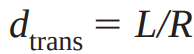 d_trans = L/R